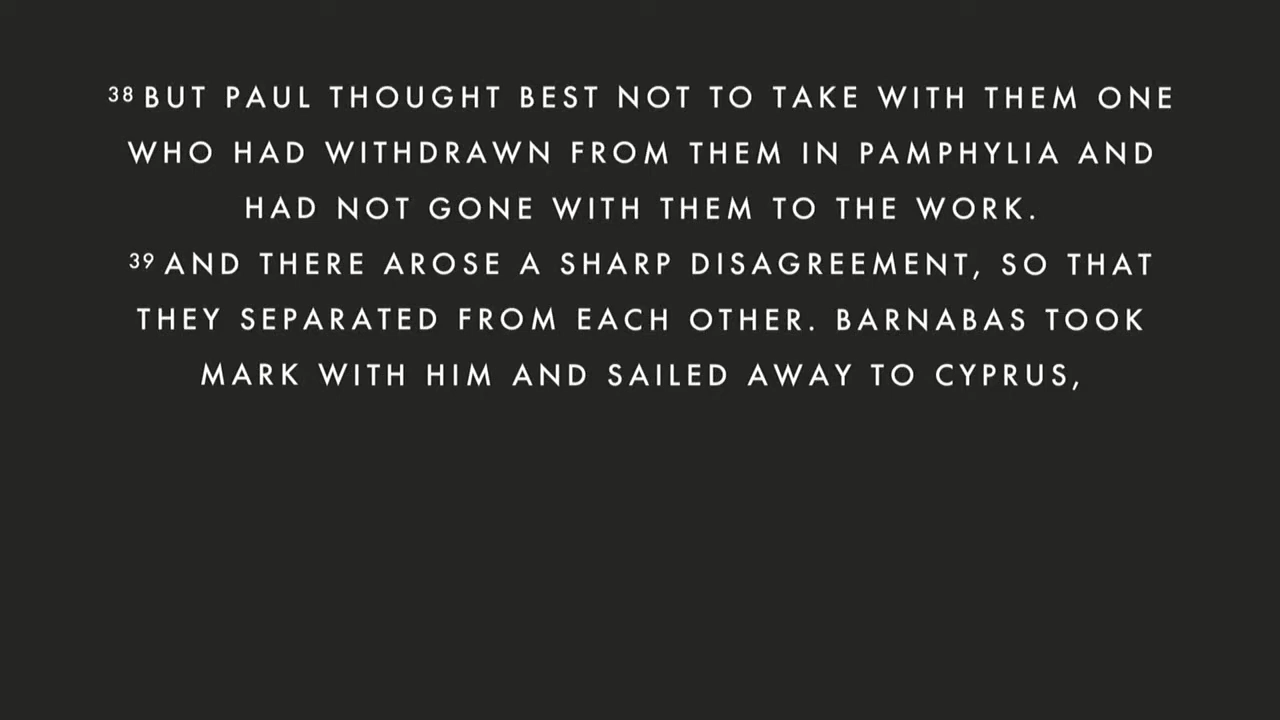 38 BUT PAUL THOUGHT BEST NOT TO TAKE WITH THEM ONE
WHO HAD WITHDRAWN FROM THEM IN PAMPHYLIA AND
HAD NOT GONE WITH THEM TO THE WORK.
39 AND THERE AROSE A SHARP DISAGREEMENT, SO THAT
THEY SEPARATED FROM EACH OTHER. BARNABAS TOOK
MARK WITH HIM AND SAILED AWAY TO CYPRUS,